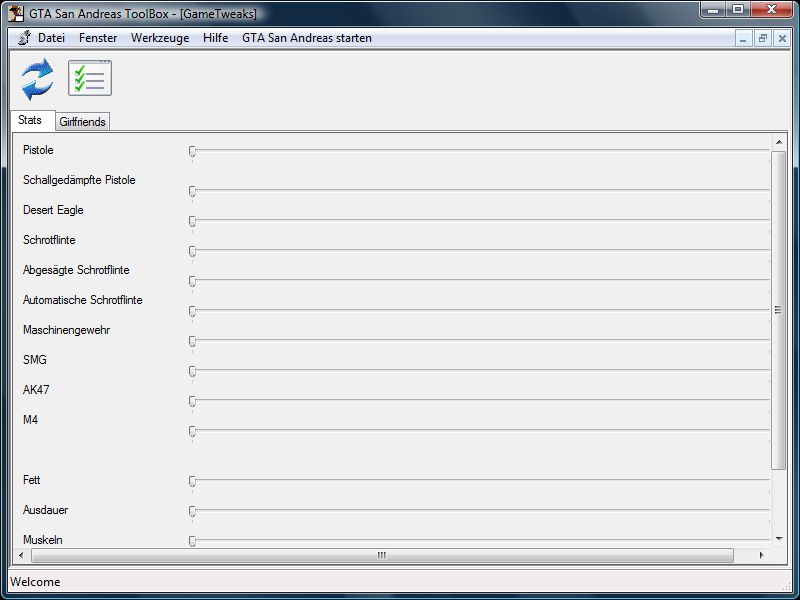 GTA San Andreas ToolBox - [GameTweaks]
Datei Fenster Werkzeuge Hilfe GTA San Andreas starten
Stats Girlfriends
Pistole
Schallgedämpfte Pistole
Desert Eagle
Schrotflinte
Abgesägte Schrotflinte
Automatische Schrotflinte
Maschinengewehr
SMG
AK47
M4
Fett
Ausdauer
Muskeln
Welcome